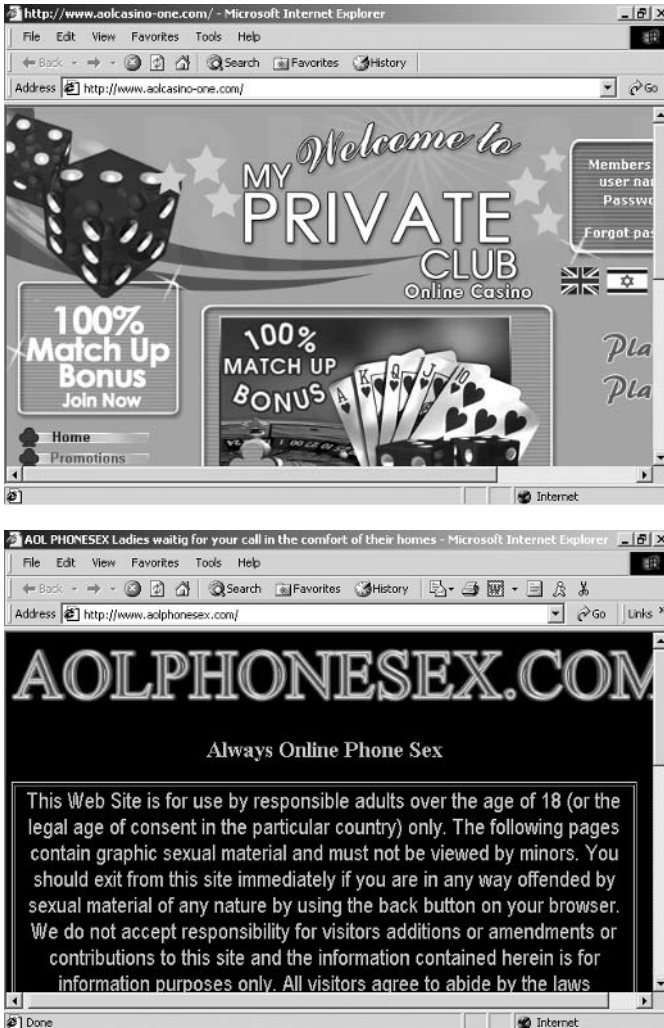 http://www.aolcasino-one.com/ - Microsoft Internet Explorer
File Edit View Favorites Tools Help
Back Search Favorites History
Address http://www.aolcasino-one.com/ Go
Welcome to
MY
PRIVATE
CLUB
Online Casino
Members
user nam
Passwo
Forgot pas
100%
Match Up
Bonus
Join Now
100%
MATCH UP
BONUS
A K Q J 10
Pla
Pla
Home
Promotions
Internet
AOL PHONESEX Ladies waitig for your call in the comfort of their homes - Microsoft Internet Explorer
File Edit View Favorites Tools Help
Back Search Favorites History
Address http://www.aolphonesex.com/ Go Links »
AOLPHONESEX.COM
Always Online Phone Sex
This Web Site is for use by responsible adults over the age of 18 (or the
legal age of consent in the particular country) only. The following pages
contain graphic sexual material and must not be viewed by minors. You
should exit from this site immediately if you are in any way offended by
sexual material of any nature by using the back button on your browser.
We do not accept responsibility for visitors additions or amendments or
contributions to this site and the information contained herein is for
information purposes only. All visitors agree to abide by the laws
Done Internet